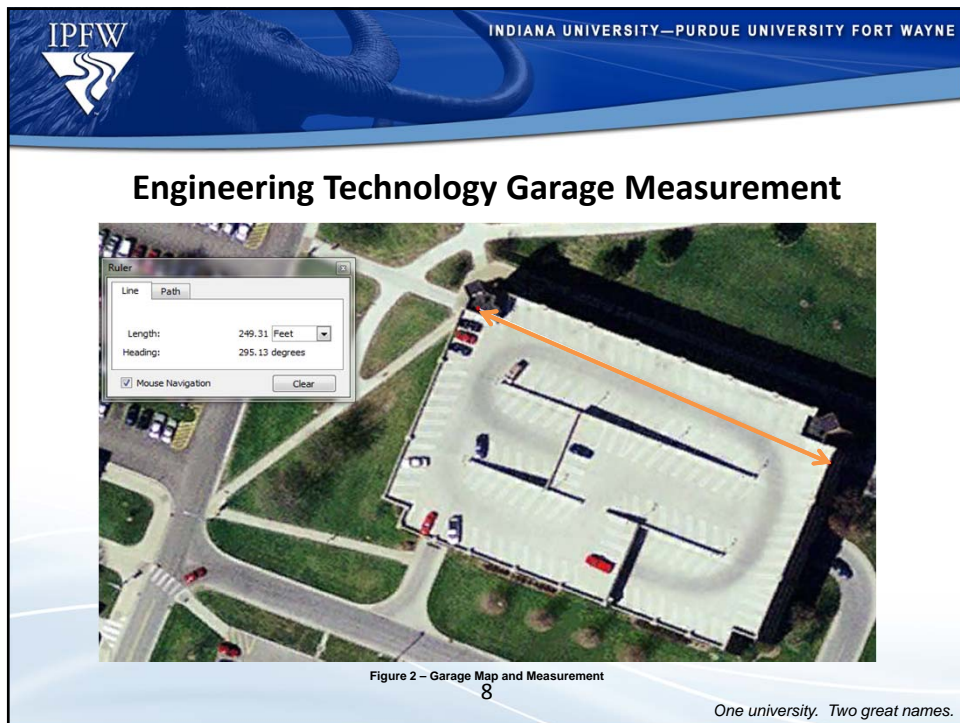 IPFW
INDIANA UNIVERSITY—PURDUE UNIVERSITY FORT WAYNE
Engineering Technology Garage Measurement
Ruler
Line Path
Length: 249.31 Feet
Heading: 295.13 degrees
Mouse Navigation Clear
Figure 2 – Garage Map and Measurement
8
One university. Two great names.